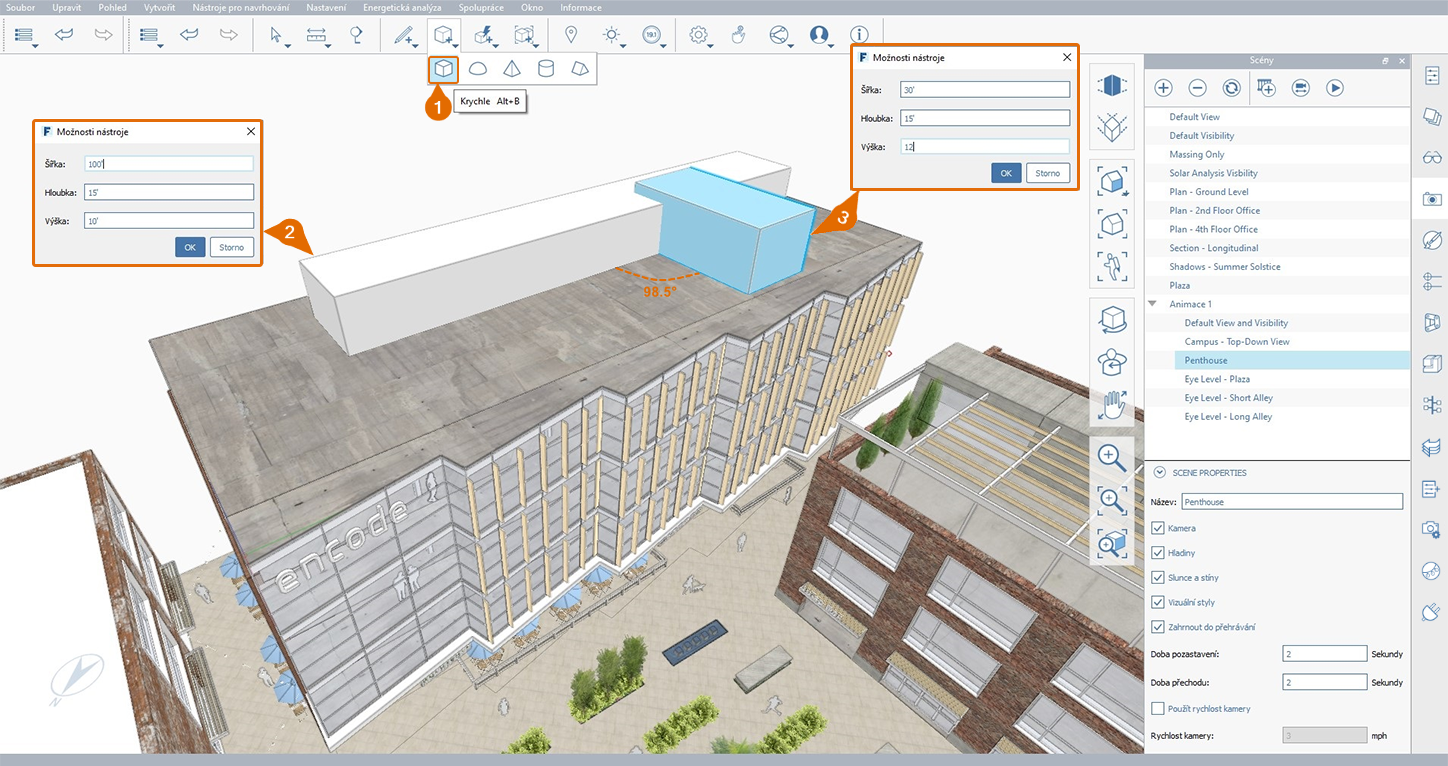 Soubor Upravit Pohled Vytvořit Nástroje pro navrhování Nastavení Energetická analýza Spolupráce Okno Informace
19.1
Krychle Alt+B
1
F Možnosti nástroje
Šířka: 100'
Hloubka: 15'
Výška: 10'
OK Storno
2
F Možnosti nástroje
Šířka: 30'
Hloubka: 15'
Výška: 12
OK Storno
3
98.5°
encode
N
Scény
Default View
Default Visibility
Massing Only
Solar Analysis Visbility
Plan - Ground Level
Plan - 2nd Floor Office
Plan - 4th Floor Office
Section - Longitudinal
Shadows - Summer Solstice
Plaza
Animace 1
Default View and Visibility
Campus - Top-Down View
Penthouse
Eye Level - Plaza
Eye Level - Short Alley
Eye Level - Long Alley
SCENE PROPERTIES
Název: Penthouse
Kamera
Hladiny
Slunce a stíny
Vizuální styly
Zahrnout do přehrávání
Doba pozastavení: 2 Sekundy
Doba přechodu: 2 Sekundy
Použít rychlost kamery
Rychlost kamery: 3 mph